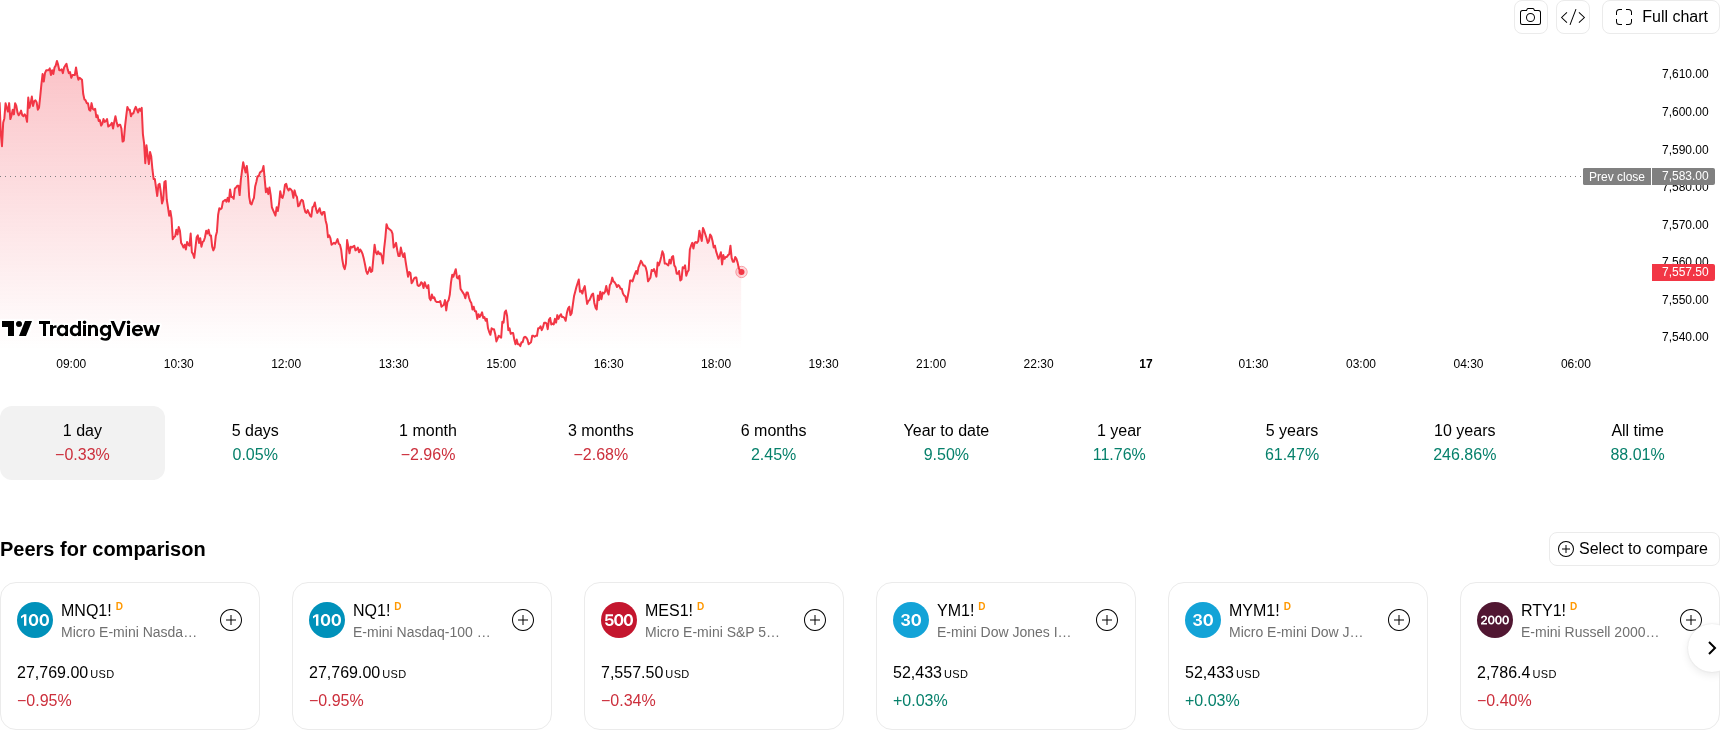 Full chart
7,610.00
7,600.00
7,590.00
Prev close 7,583.00
7,580.00
7,570.00
7,560.00
7,557.50
7,550.00
TradingView
7,540.00
09:00 10:30 12:00 13:30 15:00 16:30 18:00 19:30 21:00 22:30 17 01:30 03:00 04:30 06:00
1 day 5 days 1 month 3 months 6 months Year to date 1 year 5 years 10 years All time
−0.33% 0.05% −2.96% −2.68% 2.45% 9.50% 11.76% 61.47% 246.86% 88.01%
Peers for comparison
Select to compare
100 MNQ1! D
Micro E-mini Nasda…
27,769.00 USD
−0.95%
100 NQ1! D
E-mini Nasdaq-100 …
27,769.00 USD
−0.95%
500 MES1! D
Micro E-mini S&P 5…
7,557.50 USD
−0.34%
30 YM1! D
E-mini Dow Jones I…
52,433 USD
+0.03%
30 MYM1! D
Micro E-mini Dow J…
52,433 USD
+0.03%
2000 RTY1! D
E-mini Russell 2000…
2,786.4 USD
−0.40%